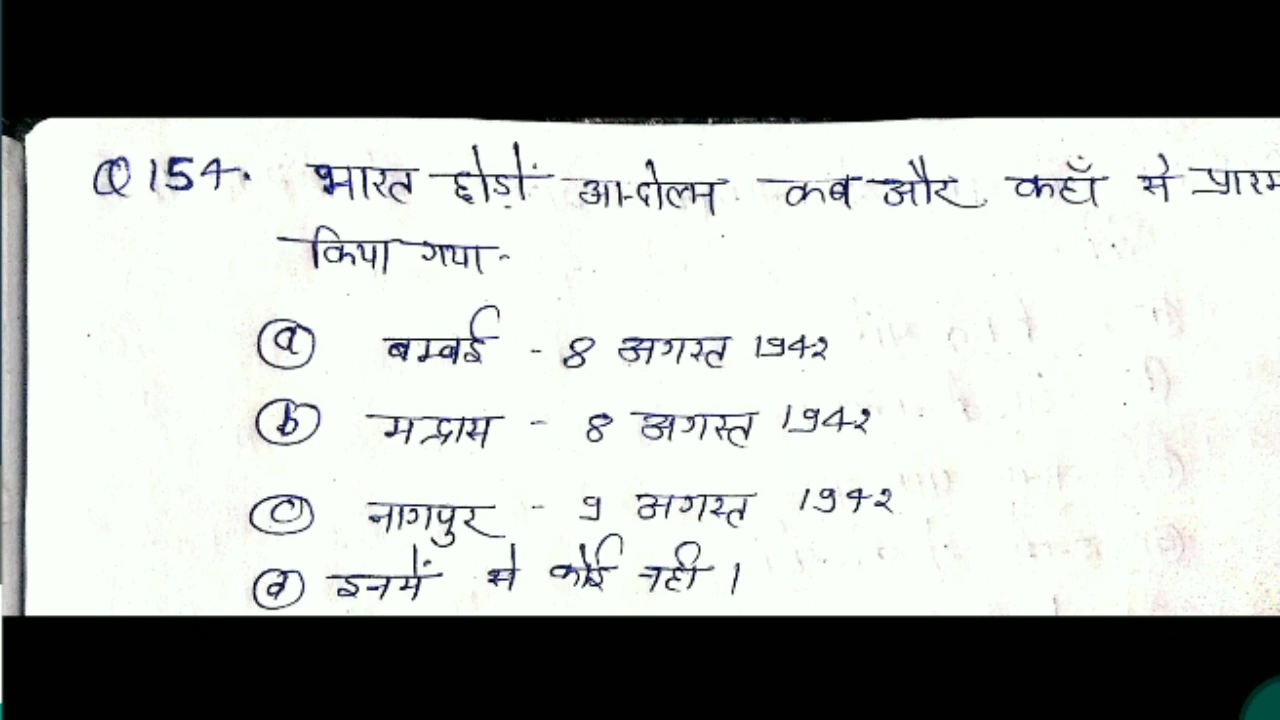 Q 154. भारत छोडों आन्दोलन कब और कहाँ से प्रारम
किया गया-
(a) बम्बई - 8 अगस्त 1942
(b) मद्रास - 8 अगस्त 1942
(c) नागपुर - 9 अगस्त 1942
(d) इनमें से कोई नही ।